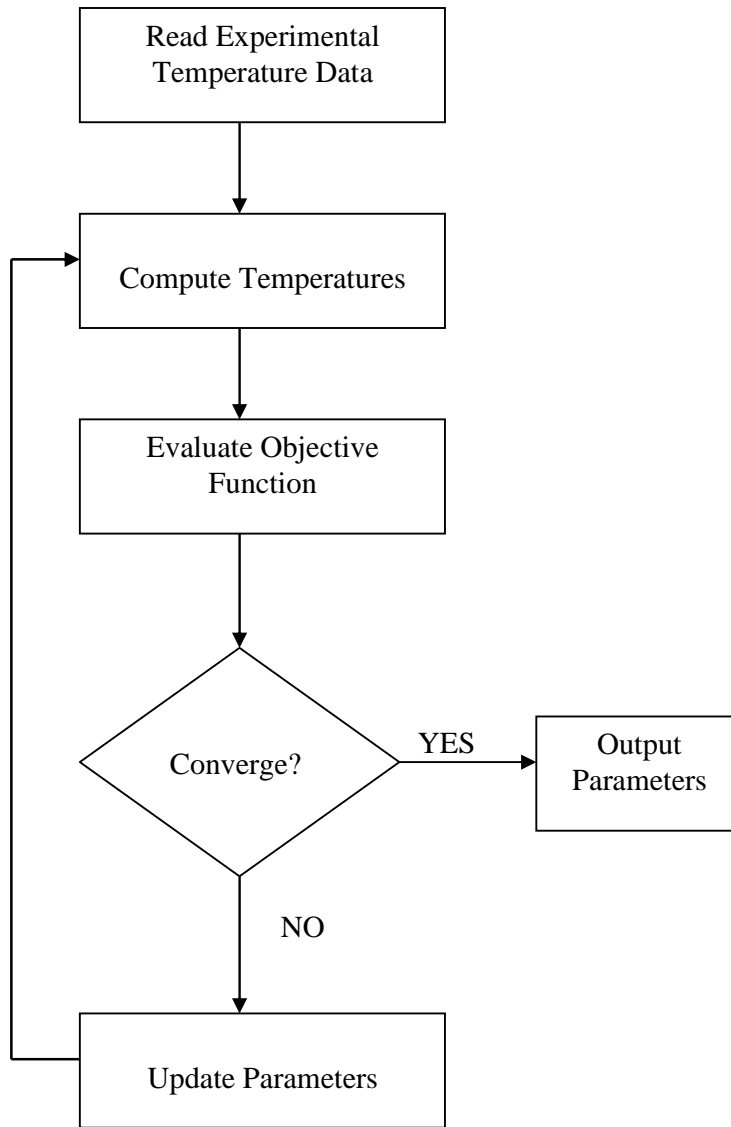 Read Experimental
Temperature Data
Compute Temperatures
Evaluate Objective
Function
Converge?
YES
Output
Parameters
NO
Update Parameters